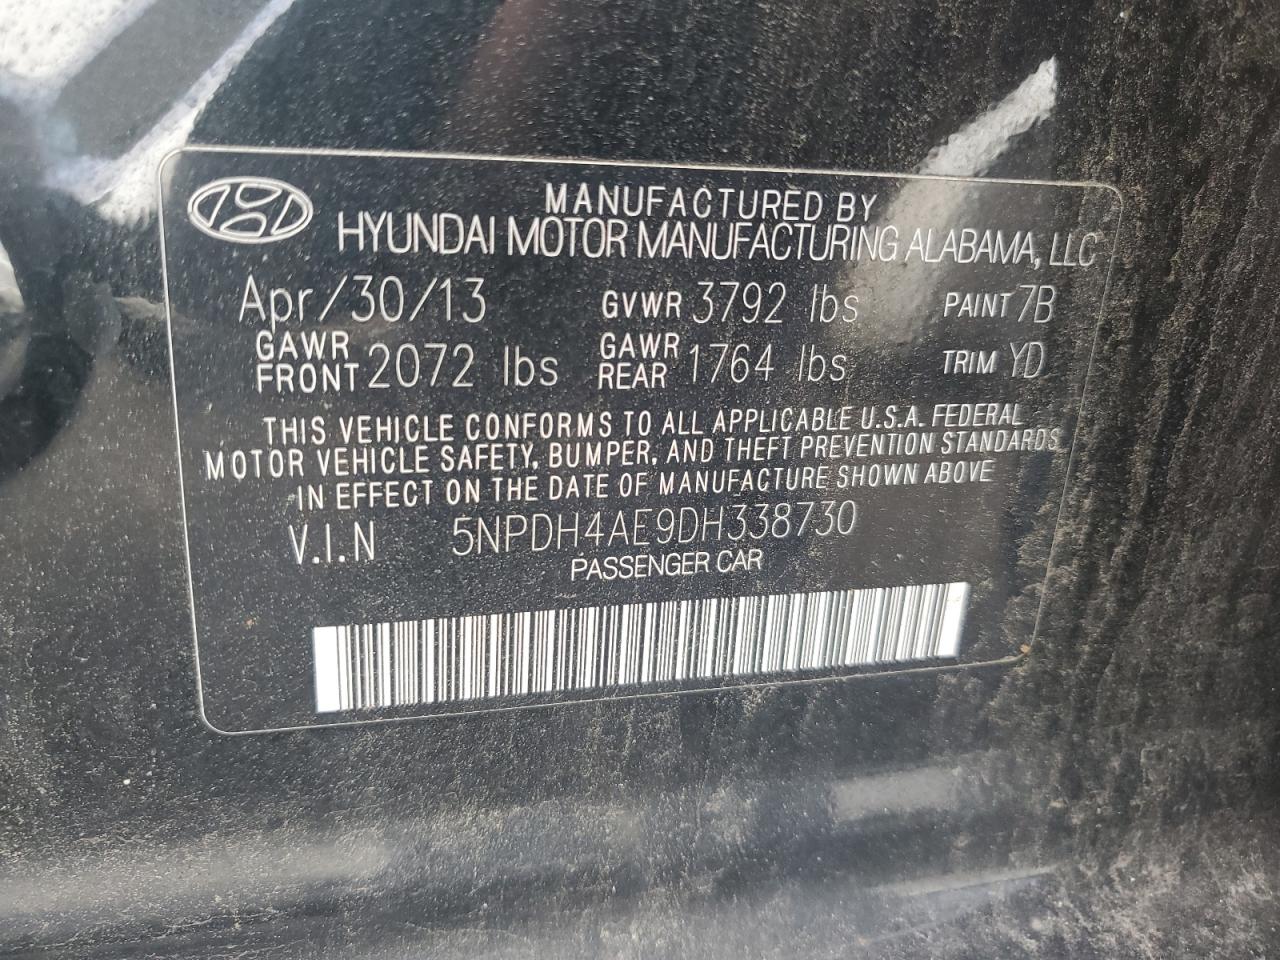 MANUFACTURED BY
HYUNDAI MOTOR MANUFACTURING ALABAMA, LLC
Apr/30/13 GVWR 3792 lbs PAINT 7B
GAWR FRONT 2072 lbs GAWR REAR 1764 lbs TRIM YD
THIS VEHICLE CONFORMS TO ALL APPLICABLE U.S.A. FEDERAL
MOTOR VEHICLE SAFETY, BUMPER, AND THEFT PREVENTION STANDARDS
IN EFFECT ON THE DATE OF MANUFACTURE SHOWN ABOVE
V.I.N 5NPDH4AE9DH338730
PASSENGER CAR